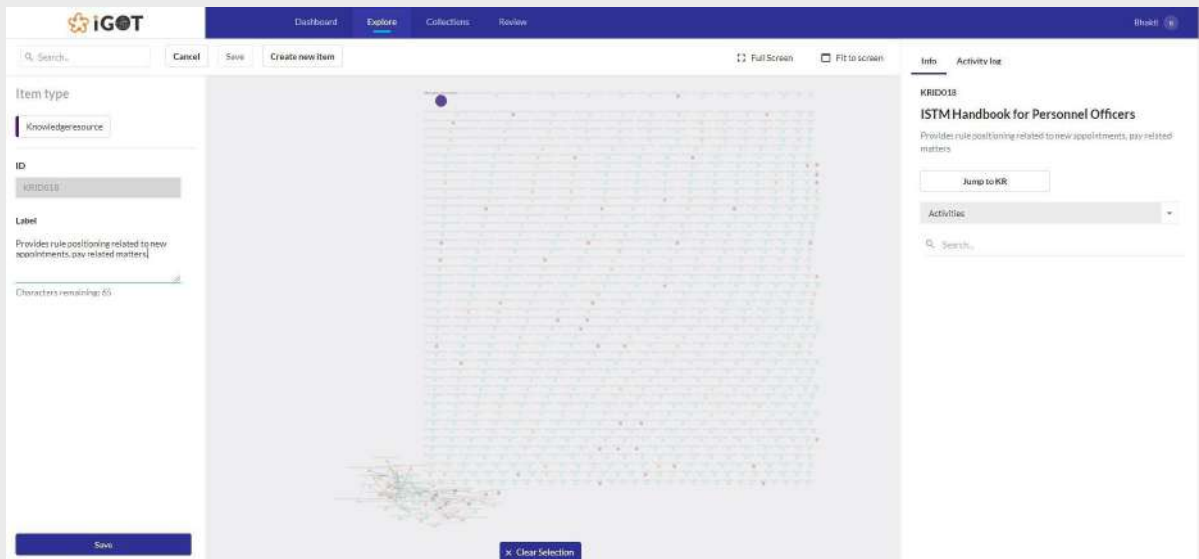 iGOT
Dashboard Explore Collections Review
Bhakti
Search..
Cancel Save Create new item
Full Screen Fit to screen
Item type
Knowledgeresource
ID
KRID018
Label
Provides rule positioning related to new
appointments, pay related matters.
Characters remaining: 65
Save
Clear Selection
Info Activity log
KRID018
ISTM Handbook for Personnel Officers
Provides rule positioning related to new appointments, pay related
matters
Jump to KR
Activities
Search..